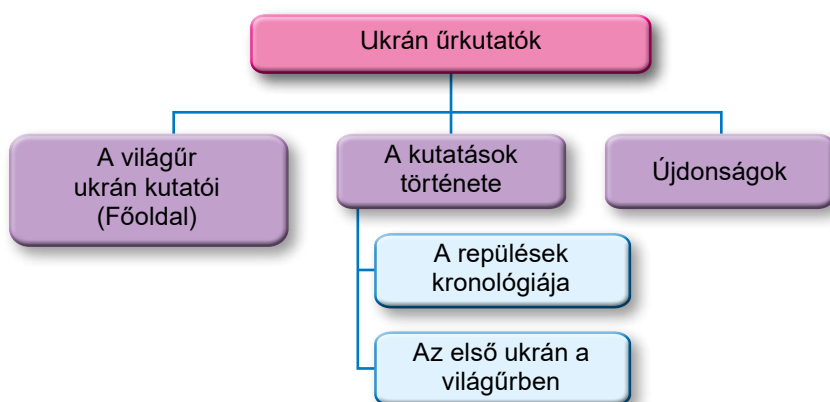 Ukrán űrkutatók
A világűr
ukrán kutatói
(Főoldal)
A kutatások
története
Újdonságok
A repülések
kronológiája
Az első ukrán a
világűrben